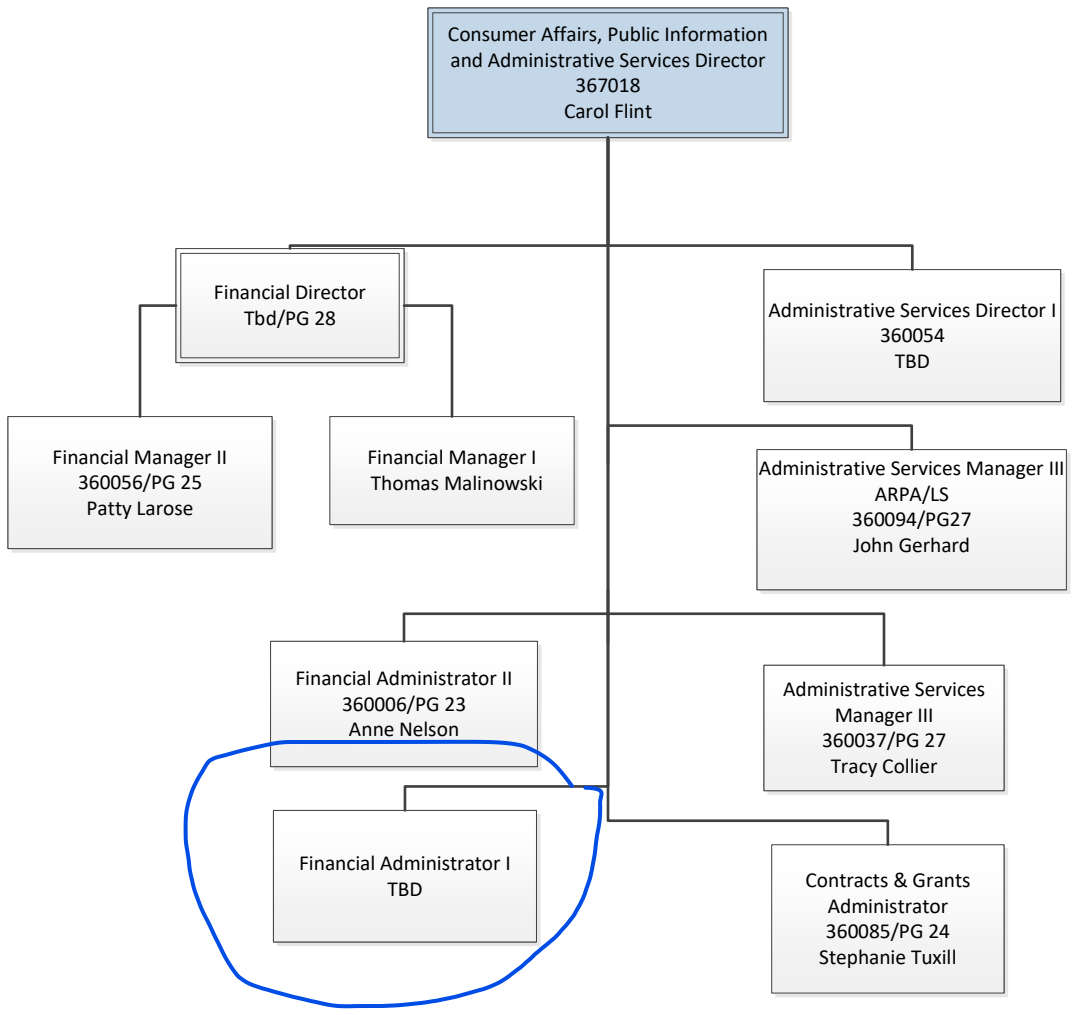 Consumer Affairs, Public Information
and Administrative Services Director
367018
Carol Flint
Financial Director
Tbd/PG 28
Administrative Services Director I
360054
TBD
Financial Manager II
360056/PG 25
Patty Larose
Financial Manager I
Thomas Malinowski
Administrative Services Manager III
ARPA/LS
360094/PG27
John Gerhard
Financial Administrator II
360006/PG 23
Anne Nelson
Administrative Services
Manager III
360037/PG 27
Tracy Collier
Financial Administrator I
TBD
Contracts & Grants
Administrator
360085/PG 24
Stephanie Tuxill